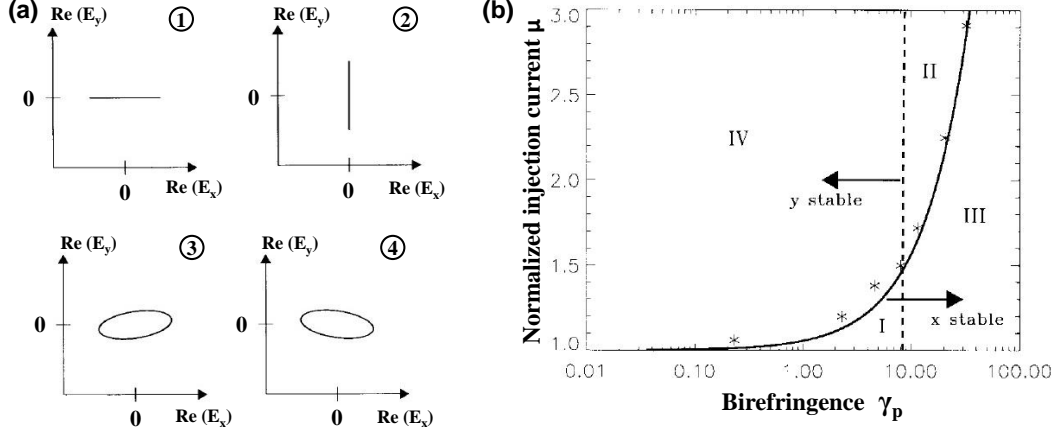 (a)
Re (E_y)
①
0
0
Re (E_x)
Re (E_y)
②
0
0
Re (E_x)
Re (E_y)
③
0
0
Re (E_x)
Re (E_y)
④
0
0
Re (E_x)
(b)
Normalized injection current μ
3.0
2.5
2.0
1.5
1.0
II
IV
y stable
III
I
x stable
0.01
0.10
1.00
10.00
100.00
Birefringence γ_p